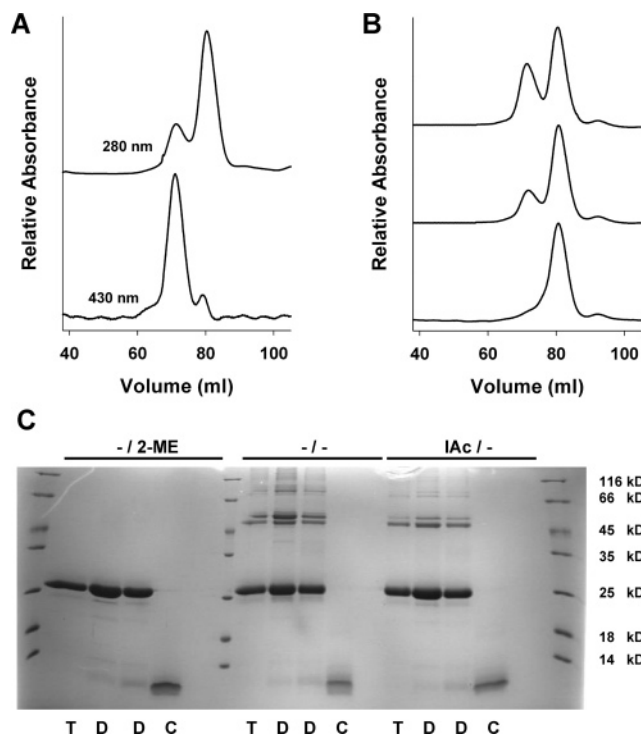 A
B
Relative Absorbance
280 nm
430 nm
40 60 80 100
Volume (ml)
Relative Absorbance
40 60 80 100
Volume (ml)
C
- / 2-ME
- / -
IAc / -
116 kD
66 kD
45 kD
35 kD
25 kD
18 kD
14 kD
T D D C T D D C T D D C